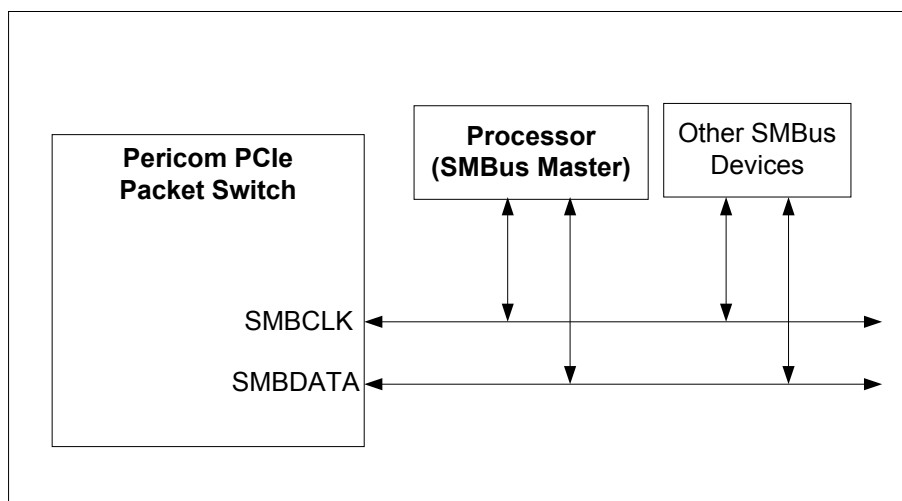 Pericom PCIe
Packet Switch
Processor
(SMBus Master)
Other SMBus
Devices
SMBCLK
SMBDATA